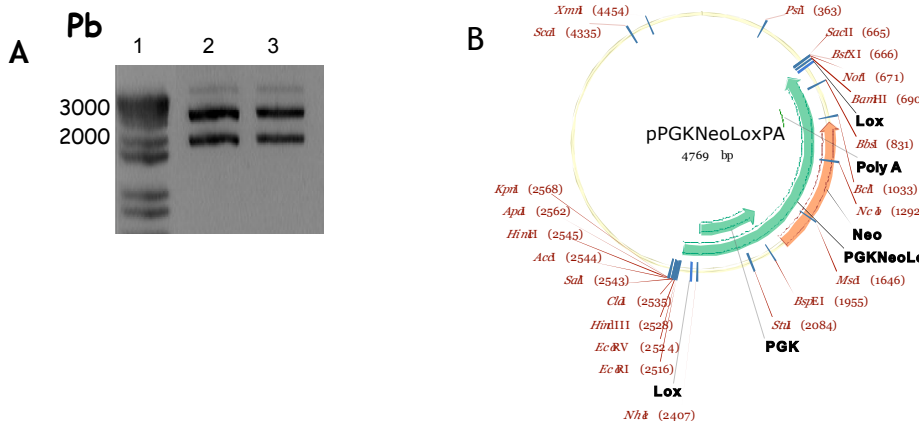 A
Pb
1 2 3
3000
2000
B
XmnI (4454)
ScaI (4335)
PstI (363)
SacII (665)
BstXI (666)
NotI (671)
BamHI (690
Lox
BbsI (831)
Poly A
BclI (1033)
NcoI (1292
Neo
PGKNeoLo
MscI (1646)
BspEI (1955)
StuI (2084)
PGK
pPGKNeoLoxPA
4769 bp
KpnI (2568)
ApaI (2562)
HincII (2545)
AccI (2544)
SalI (2543)
ClaI (2535)
HindIII (2528)
EcoRV (2524)
EcoRI (2516)
Lox
NheI (2407)